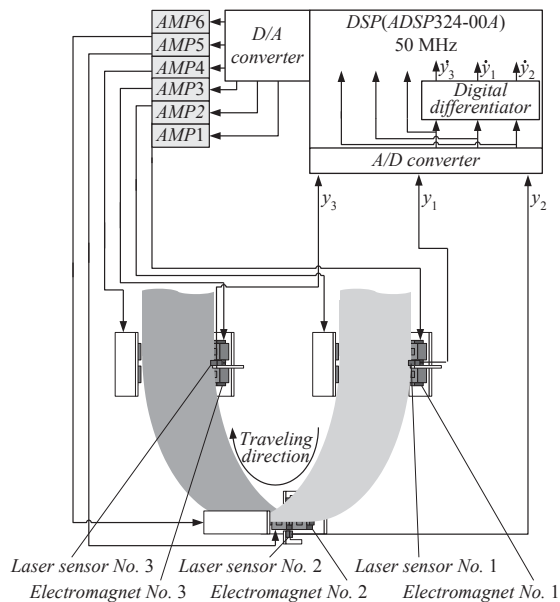 AMP6
AMP5
AMP4
AMP3
AMP2
AMP1
D/A
converter
DSP(ADSP324-00A)
50 MHz
ẏ3 ẏ1 ẏ2
Digital
differentiator
A/D converter
y3 y1 y2
Traveling
direction
Laser sensor No. 3 Laser sensor No. 2 Laser sensor No. 1
Electromagnet No. 3 Electromagnet No. 2 Electromagnet No. 1